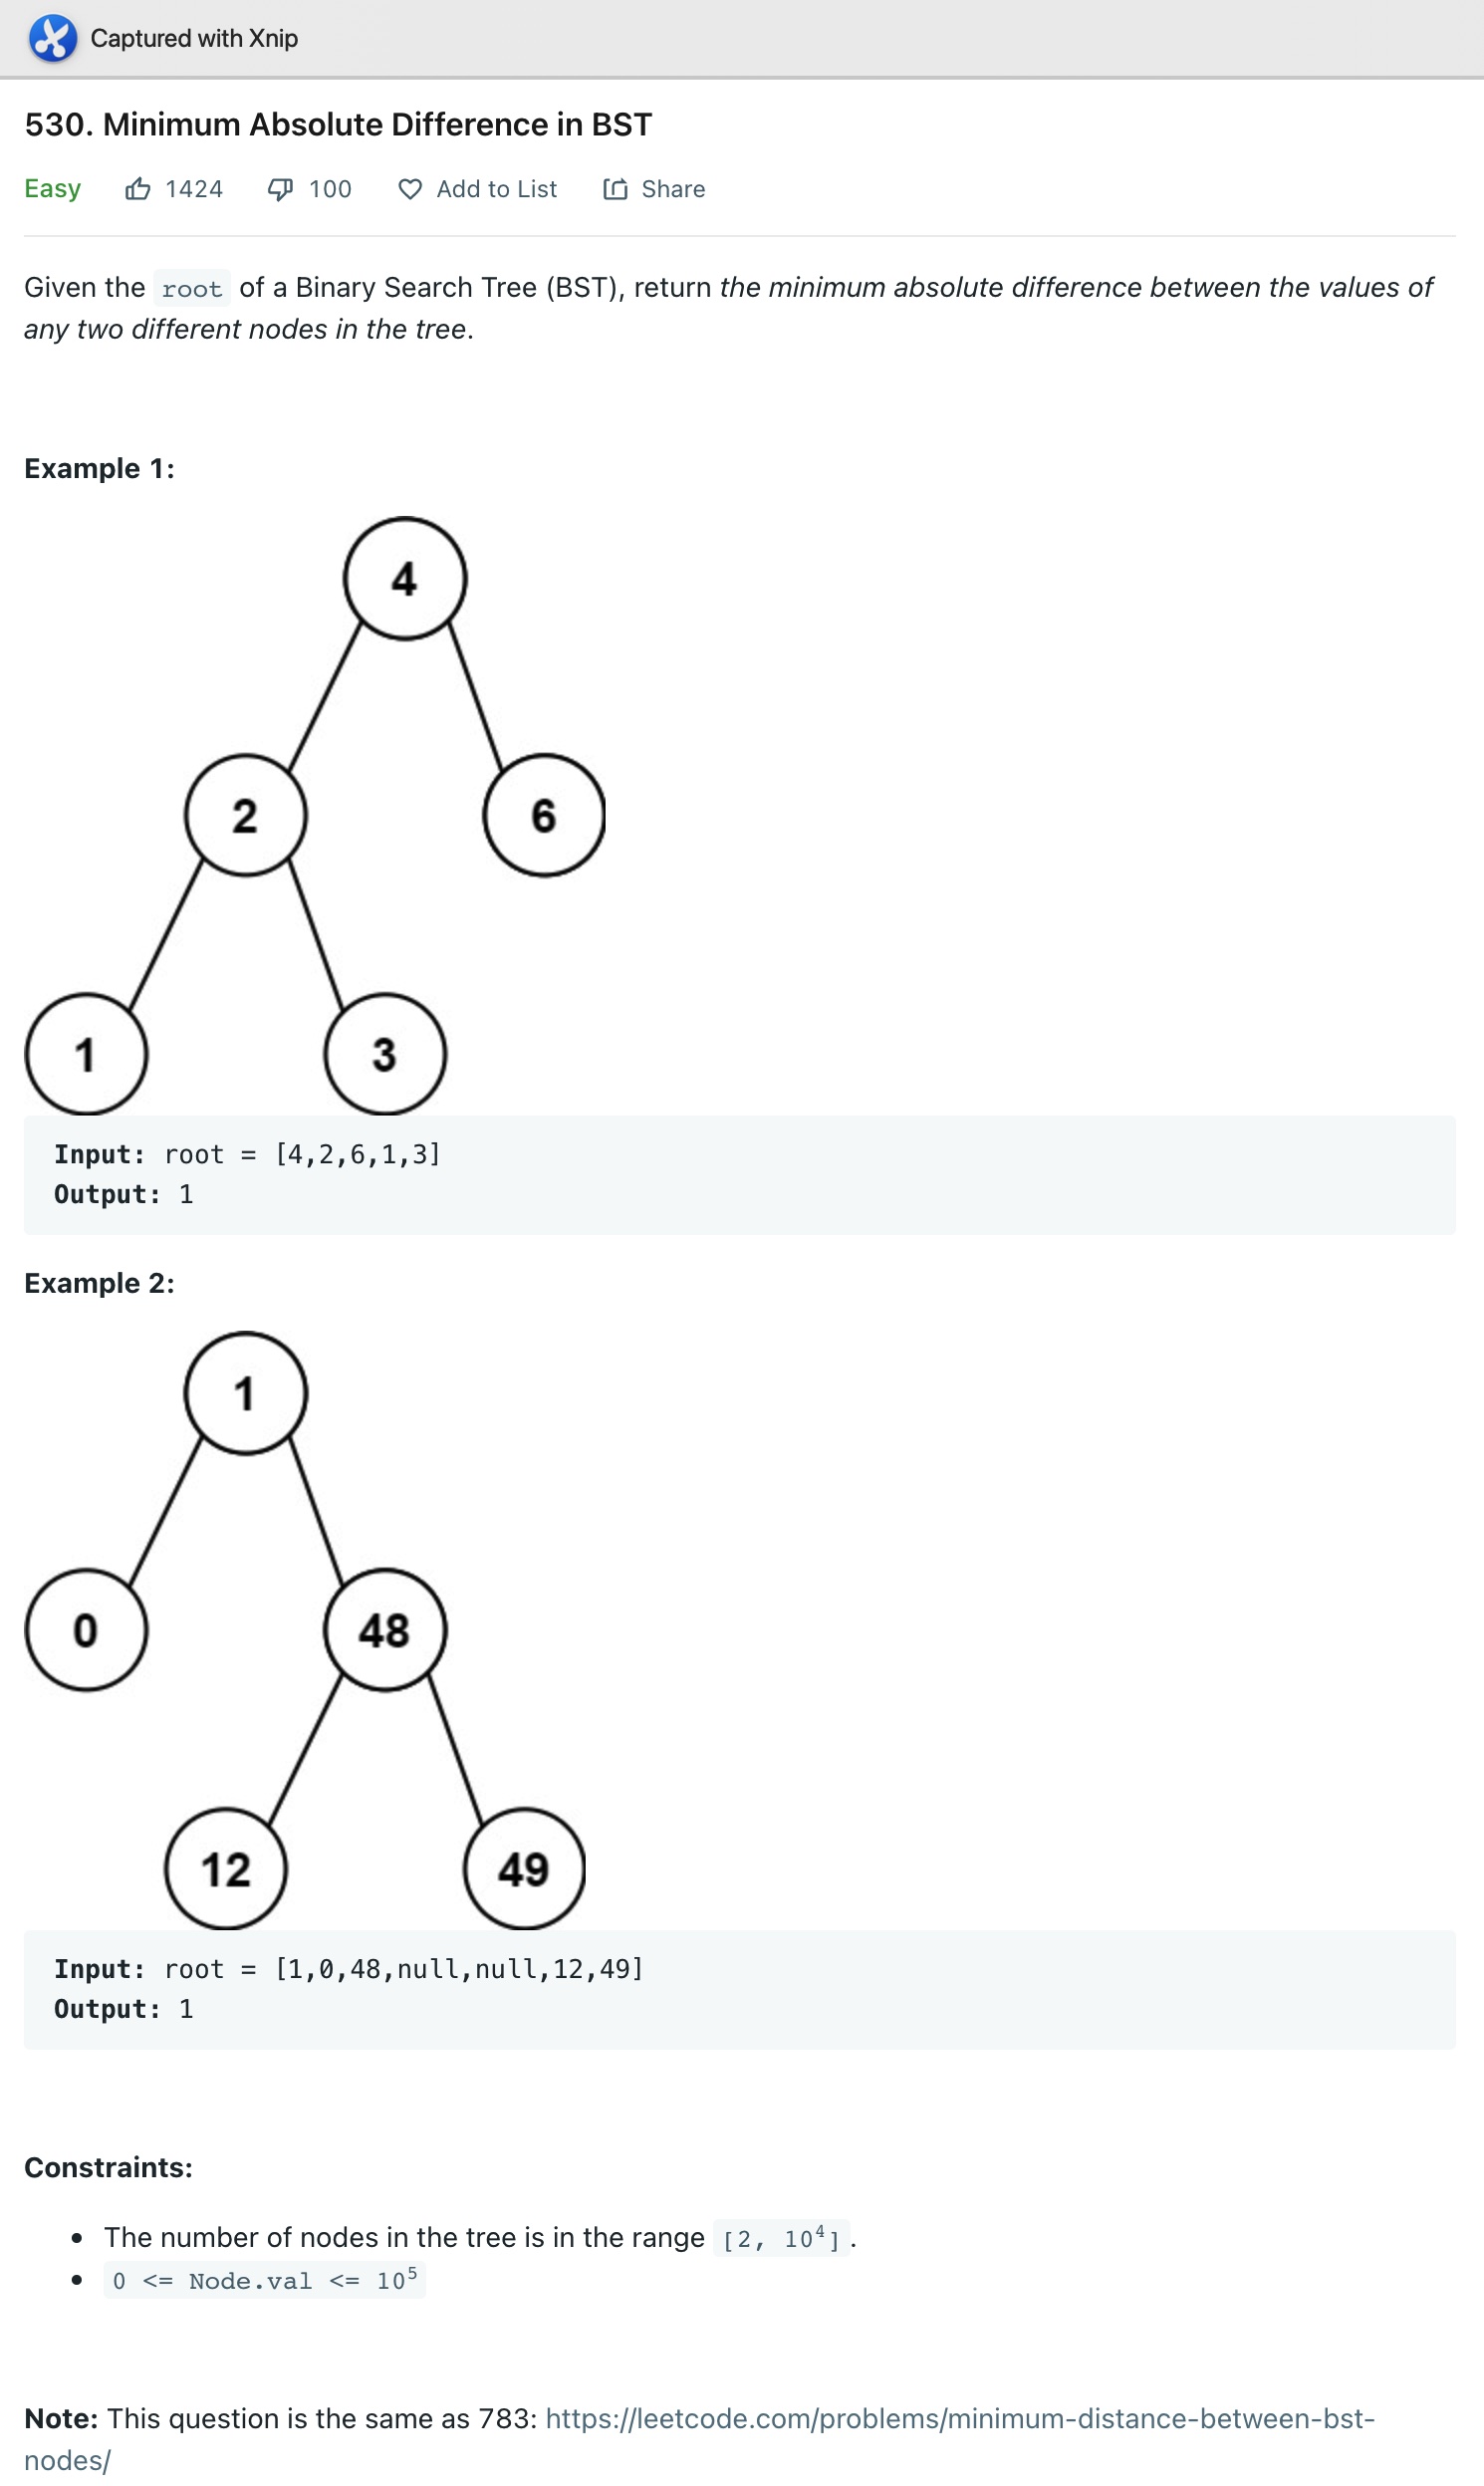 Captured with Xnip
530. Minimum Absolute Difference in BST
Easy 1424 100 Add to List Share
Given the root of a Binary Search Tree (BST), return the minimum absolute difference between the values of
any two different nodes in the tree.
Example 1:
4
2 6
1 3
Input: root = [4,2,6,1,3]
Output: 1
Example 2:
1
0 48
12 49
Input: root = [1,0,48,null,null,12,49]
Output: 1
Constraints:
• The number of nodes in the tree is in the range [2, 10⁴].
• 0 <= Node.val <= 10⁵
Note: This question is the same as 783: https://leetcode.com/problems/minimum-distance-between-bst-
nodes/